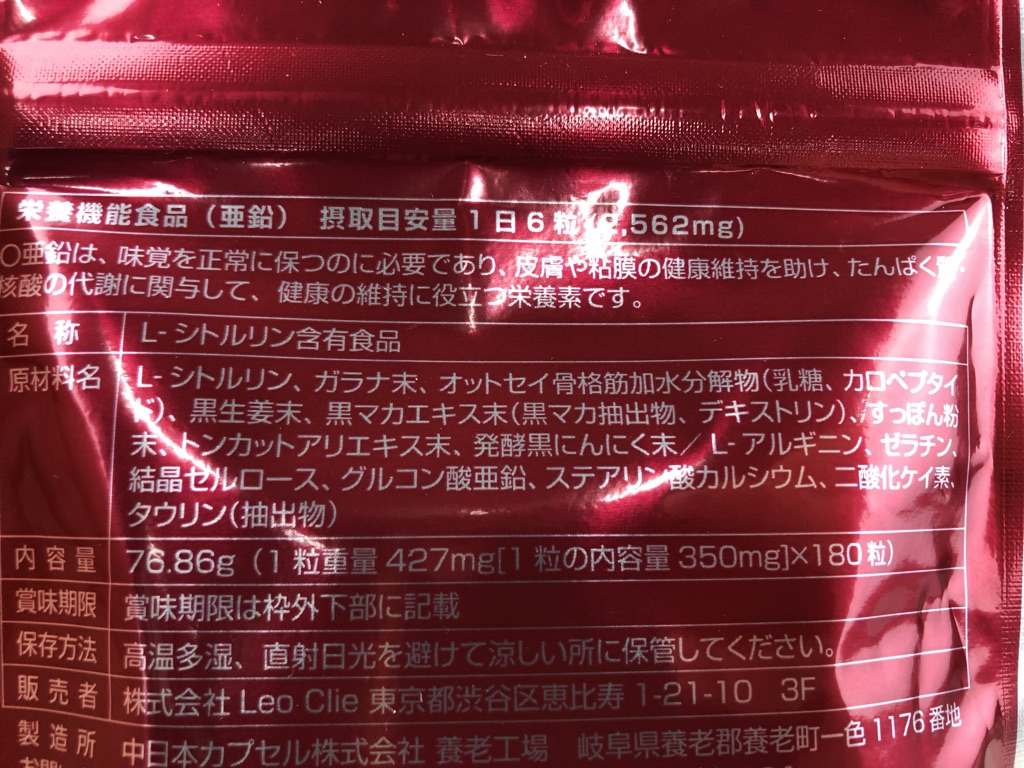 栄養機能食品（亜鉛） 摂取目安量1日6粒(2,562mg)
〇亜鉛は、味覚を正常に保つのに必要であり、皮膚や粘膜の健康維持を助け、たんぱく質・
核酸の代謝に関与して、健康の維持に役立つ栄養素です。
名 称 L-シトルリン含有食品
原材料名 L-シトルリン、ガラナ末、オットセイ骨格筋加水分解物（乳糖、カロペプタイ
ド）、黒生姜末、黒マカエキス末（黒マカ抽出物、デキストリン）、すっぽん粉
末、トンカットアリエキス末、発酵黒にんにく末／L-アルギニン、ゼラチン、
結晶セルロース、グルコン酸亜鉛、ステアリン酸カルシウム、二酸化ケイ素、
タウリン（抽出物）
内容量 76.86g（1粒重量427mg[1粒の内容量350mg]×180粒）
賞味期限 賞味期限は枠外下部に記載
保存方法 高温多湿、直射日光を避けて涼しい所に保管してください。
販売者 株式会社 Leo Clie 東京都渋谷区恵比寿 1-21-10 3F
製造所 中日本カプセル株式会社 養老工場 岐阜県養老郡養老町一色1176番地